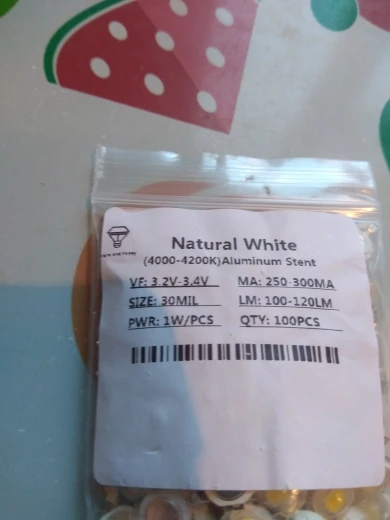 Natural White
(4000-4200K)Aluminum Stent
VF: 3.2V-3.4V MA: 250-300MA
SIZE: 30MIL LM: 100-120LM
PWR: 1W/PCS QTY: 100PCS